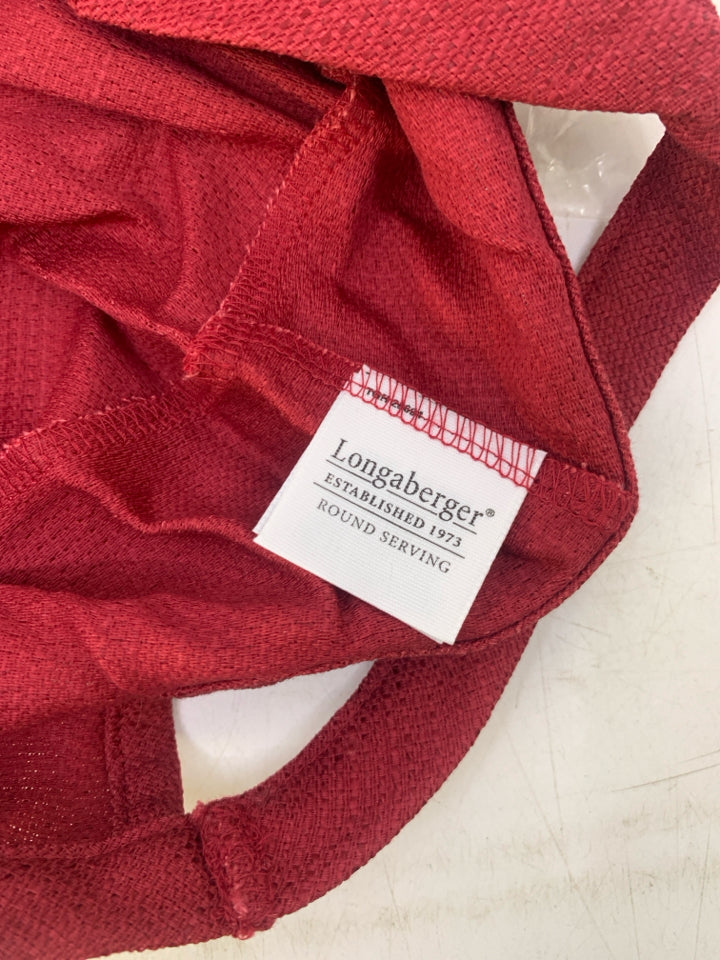 Longaberger®
ESTABLISHED 1973
ROUND SERVING